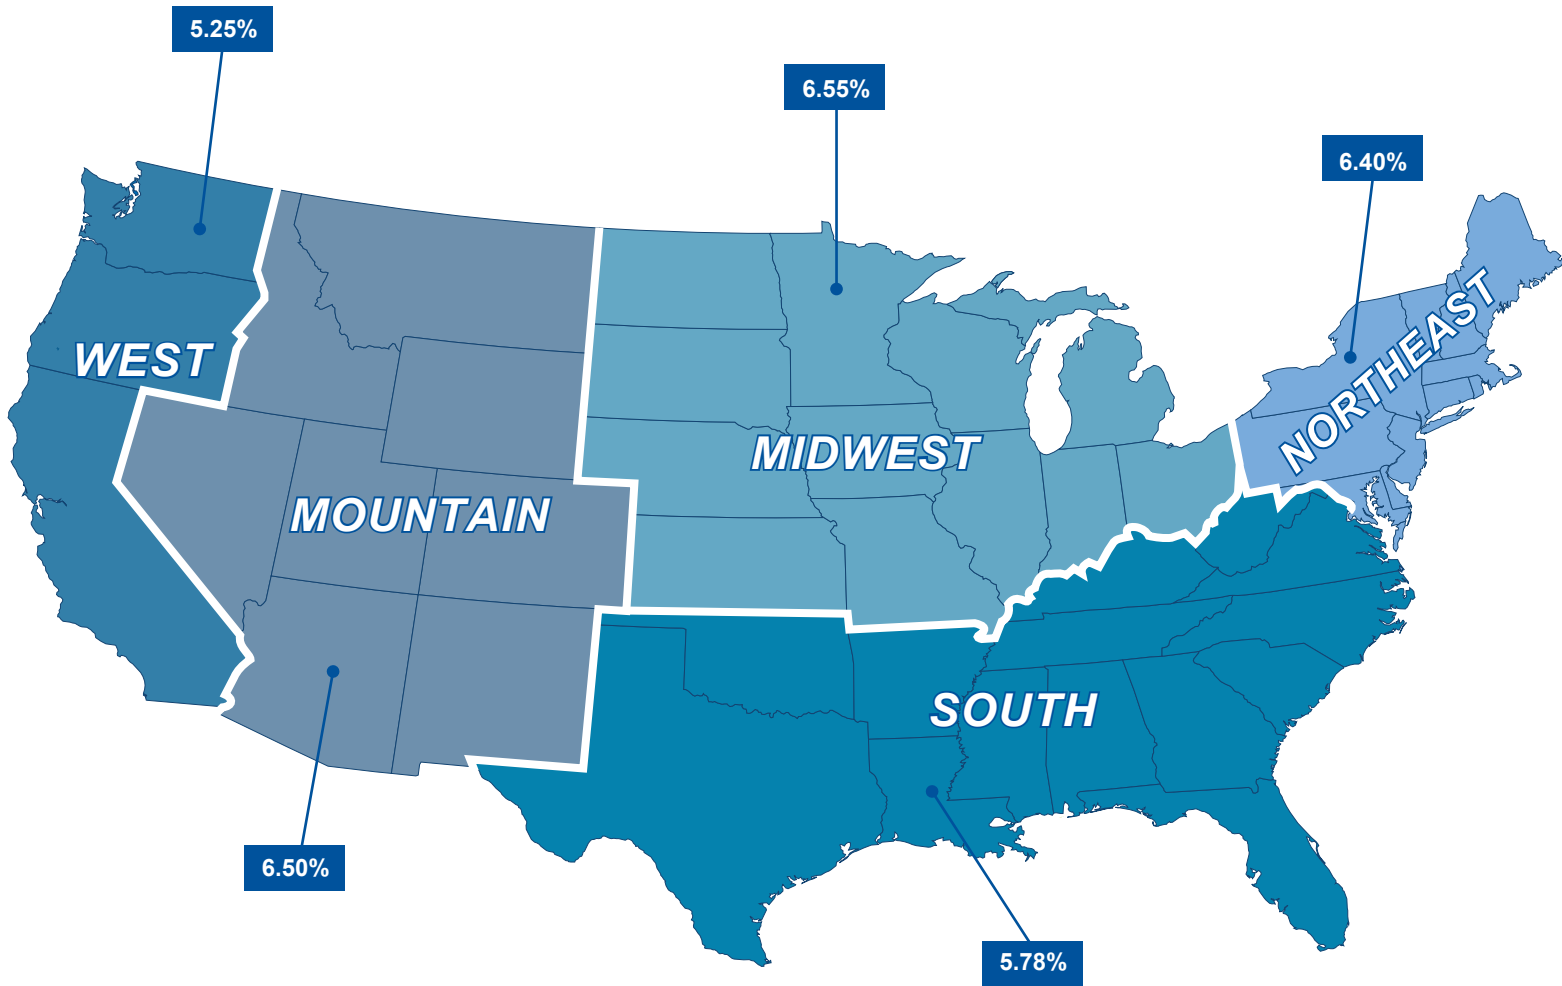 5.25%
6.55%
6.40%
WEST
NORTHEAST
MIDWEST
MOUNTAIN
SOUTH
6.50%
5.78%